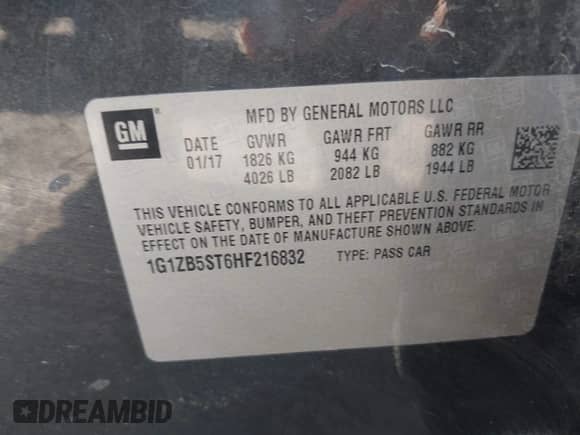 GM
MFD BY GENERAL MOTORS LLC
DATE GVWR GAWR FRT GAWR RR
01/17 1826 KG 944 KG 882 KG
4026 LB 2082 LB 1944 LB
THIS VEHICLE CONFORMS TO ALL APPLICABLE U.S. FEDERAL MOTOR
VEHICLE SAFETY, BUMPER, AND THEFT PREVENTION STANDARDS IN
EFFECT ON THE DATE OF MANUFACTURE SHOWN ABOVE.
1G1ZB5ST6HF216832 TYPE: PASS CAR
DREAMBID